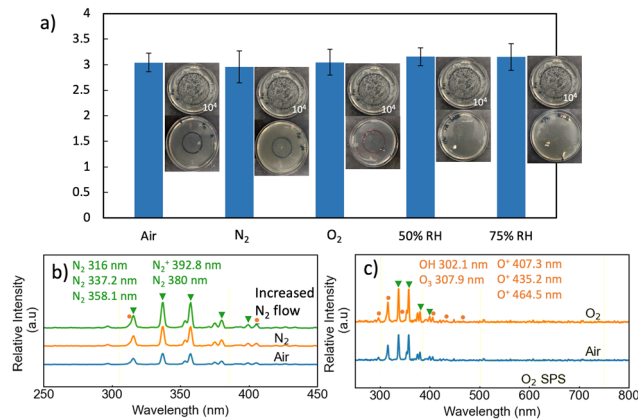 a)
4
3.5
3
2.5
2
1.5
1
0.5
0
10⁴
10⁴
10⁴
10⁴
10⁴
Air
N₂
O₂
50% RH
75% RH
b)
N₂ 316 nm
N₂ 337.2 nm
N₂ 358.1 nm
N₂⁺ 392.8 nm
N₂ 380 nm
Increased
N₂ flow
N₂
Air
Relative Intensity
(a.u)
250
300
350
400
450
Wavelength (nm)
c)
OH 302.1 nm
O₃ 307.9 nm
O⁺ 407.3 nm
O⁺ 435.2 nm
O⁺ 464.5 nm
O₂
Air
O₂ SPS
Relative Intensity
(a.u)
300
400
500
600
700
800
Wavelength (nm)